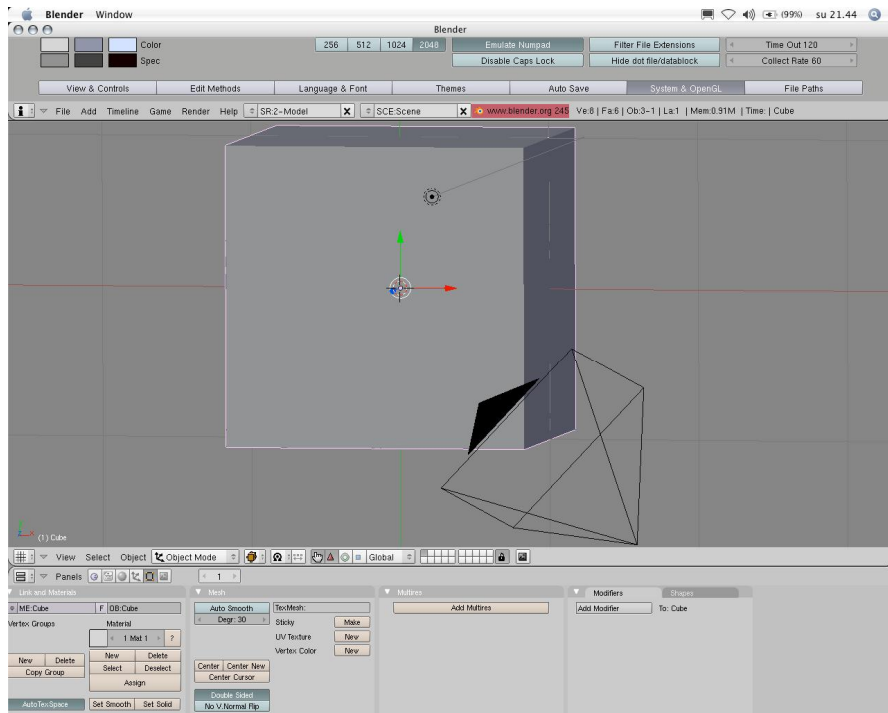 Blender Window (99%) su 21.44
Blender
Color 256 512 1024 2048 Emulate Numpad Filter File Extensions Time Out 120
Spec Disable Caps Lock Hide dot file/datablock Collect Rate 60
View & Controls Edit Methods Language & Font Themes Auto Save System & OpenGL File Paths
File Add Timeline Game Render Help SR:2-Model X SCE:Scene X www.blender.org 245 Ve:8 | Fa:6 | Ob:3-1 | La:1 | Mem:0.91M | Time: | Cube
(1) Cube
View Select Object Object Mode Global
Panels 1
Link and Materials Mesh Multires Modifiers Shapes
ME:Cube F OB:Cube Auto Smooth TexMesh: Add Multires Add Modifier To: Cube
Vertex Groups Material Degr: 30 Sticky Make
1 Mat 1 ? UV Texture New
Vertex Color New
New Delete New Delete
Copy Group Select Deselect Center Center New
Assign Center Cursor
Double Sided
AutoTexSpace Set Smooth Set Solid No V.Normal Flip